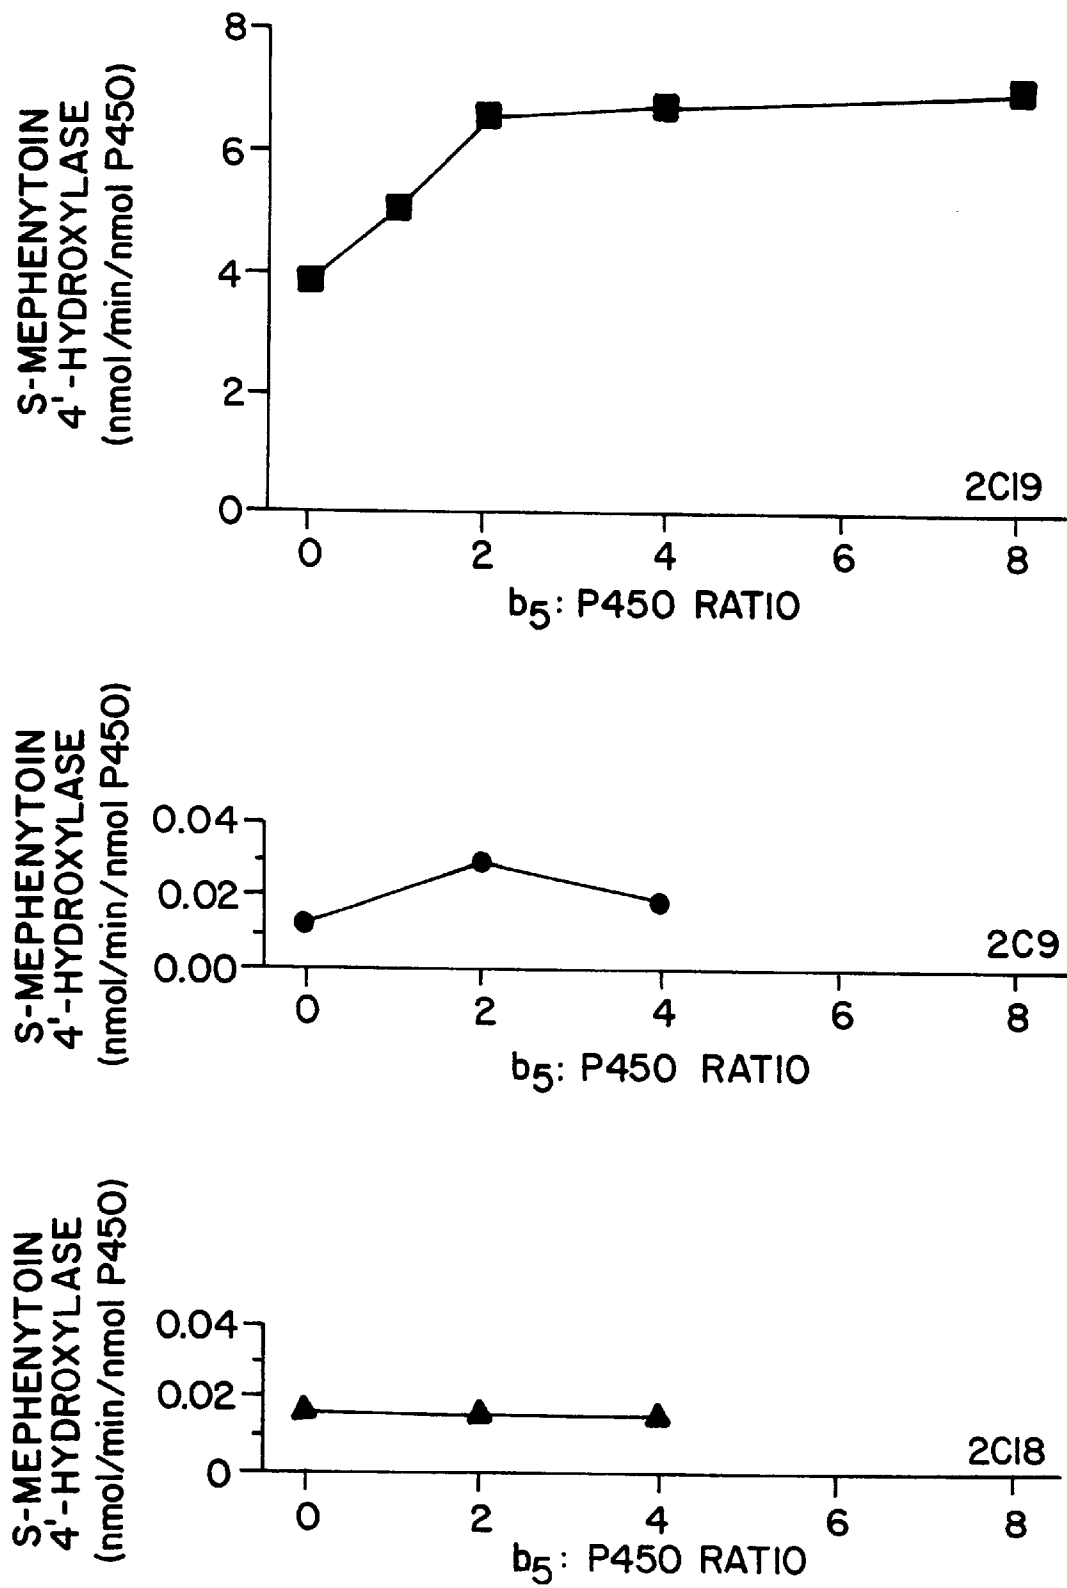 S-MEPHENYTOIN
4'-HYDROXYLASE
(nmol/min/nmol P450)
8
6
4
2
0
2C19
0 2 4 6 8
b5: P450 RATIO
S-MEPHENYTOIN
4'-HYDROXYLASE
(nmol/min/nmol P450)
0.04
0.02
0.00
2C9
0 2 4 6 8
b5: P450 RATIO
S-MEPHENYTOIN
4'-HYDROXYLASE
(nmol/min/nmol P450)
0.04
0.02
0
2C18
0 2 4 6 8
b5: P450 RATIO